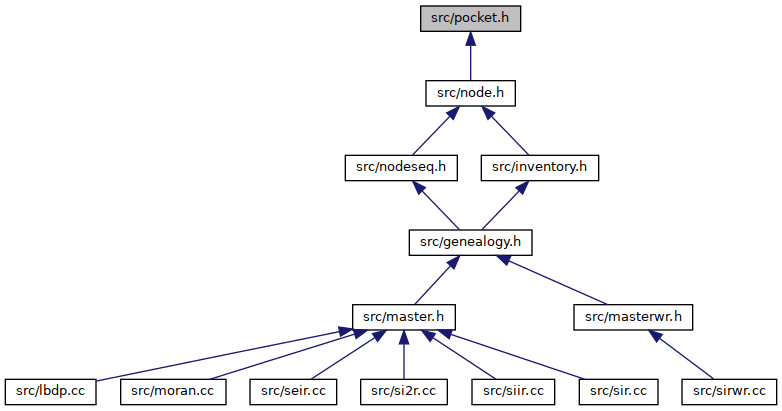 src/pocket.h
src/node.h
src/nodeseq.h
src/inventory.h
src/genealogy.h
src/master.h
src/masterwr.h
src/lbdp.cc
src/moran.cc
src/seir.cc
src/si2r.cc
src/siir.cc
src/sir.cc
src/sirwr.cc